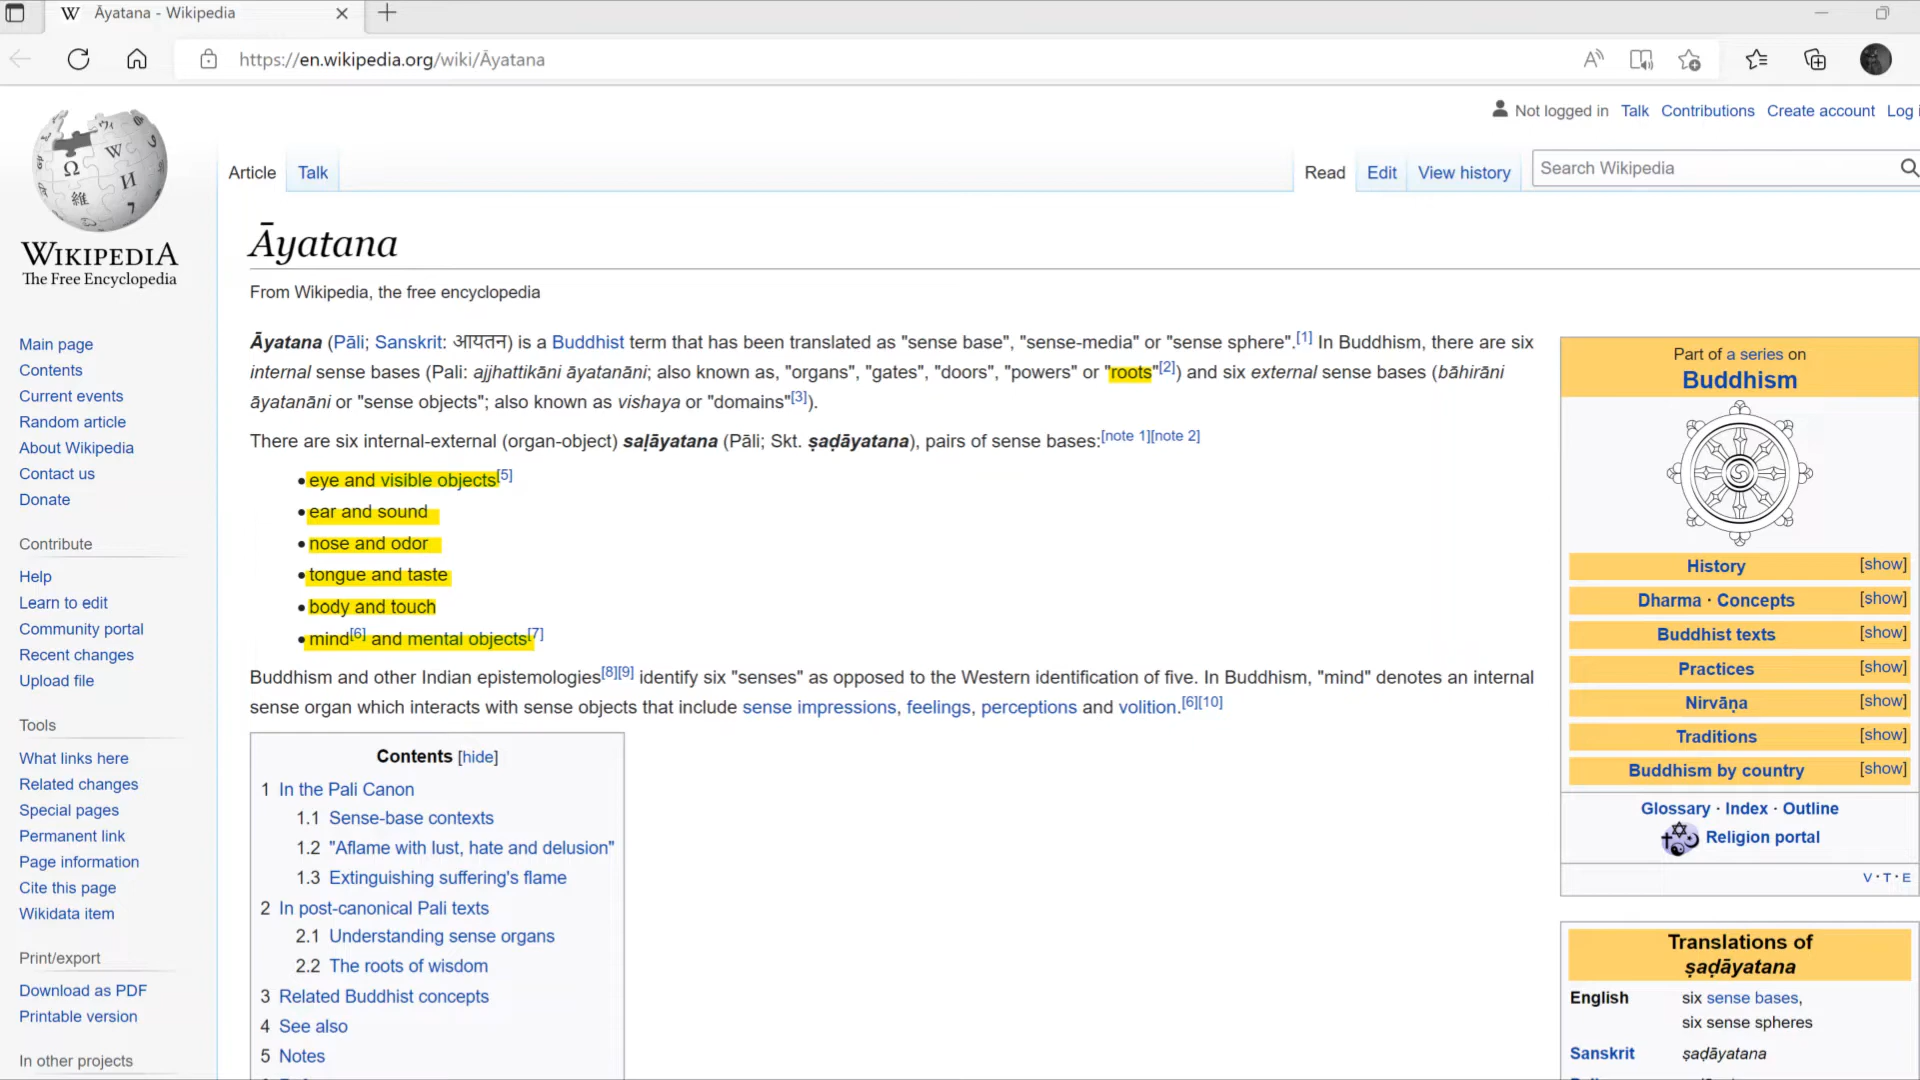 Āyatana - Wikipedia
https://en.wikipedia.org/wiki/Āyatana
Not logged in Talk Contributions Create account Log i
Article Talk Read Edit View history Search Wikipedia
WIKIPEDIA
The Free Encyclopedia
Main page
Contents
Current events
Random article
About Wikipedia
Contact us
Donate
Contribute
Help
Learn to edit
Community portal
Recent changes
Upload file
Tools
What links here
Related changes
Special pages
Permanent link
Page information
Cite this page
Wikidata item
Print/export
Download as PDF
Printable version
In other projects
Āyatana
From Wikipedia, the free encyclopedia
Āyatana (Pāli; Sanskrit: आयतन) is a Buddhist term that has been translated as "sense base", "sense-media" or "sense sphere".[1] In Buddhism, there are six
internal sense bases (Pali: ajjhattikāni āyatanāni; also known as, "organs", "gates", "doors", "powers" or "roots"[2]) and six external sense bases (bāhirāni
āyatanāni or "sense objects"; also known as vishaya or "domains"[3]).
There are six internal-external (organ-object) saḷāyatana (Pāli; Skt. ṣaḍāyatana), pairs of sense bases:[note 1][note 2]
• eye and visible objects[5]
• ear and sound
• nose and odor
• tongue and taste
• body and touch
• mind[6] and mental objects[7]
Buddhism and other Indian epistemologies[8][9] identify six "senses" as opposed to the Western identification of five. In Buddhism, "mind" denotes an internal
sense organ which interacts with sense objects that include sense impressions, feelings, perceptions and volition.[6][10]
Contents [hide]
1 In the Pali Canon
1.1 Sense-base contexts
1.2 "Aflame with lust, hate and delusion"
1.3 Extinguishing suffering's flame
2 In post-canonical Pali texts
2.1 Understanding sense organs
2.2 The roots of wisdom
3 Related Buddhist concepts
4 See also
5 Notes
Part of a series on
Buddhism
History [show]
Dharma · Concepts [show]
Buddhist texts [show]
Practices [show]
Nirvāṇa [show]
Traditions [show]
Buddhism by country [show]
Glossary · Index · Outline
Religion portal
V · T · E
Translations of
ṣaḍāyatana
English six sense bases,
six sense spheres
Sanskrit ṣaḍāyatana